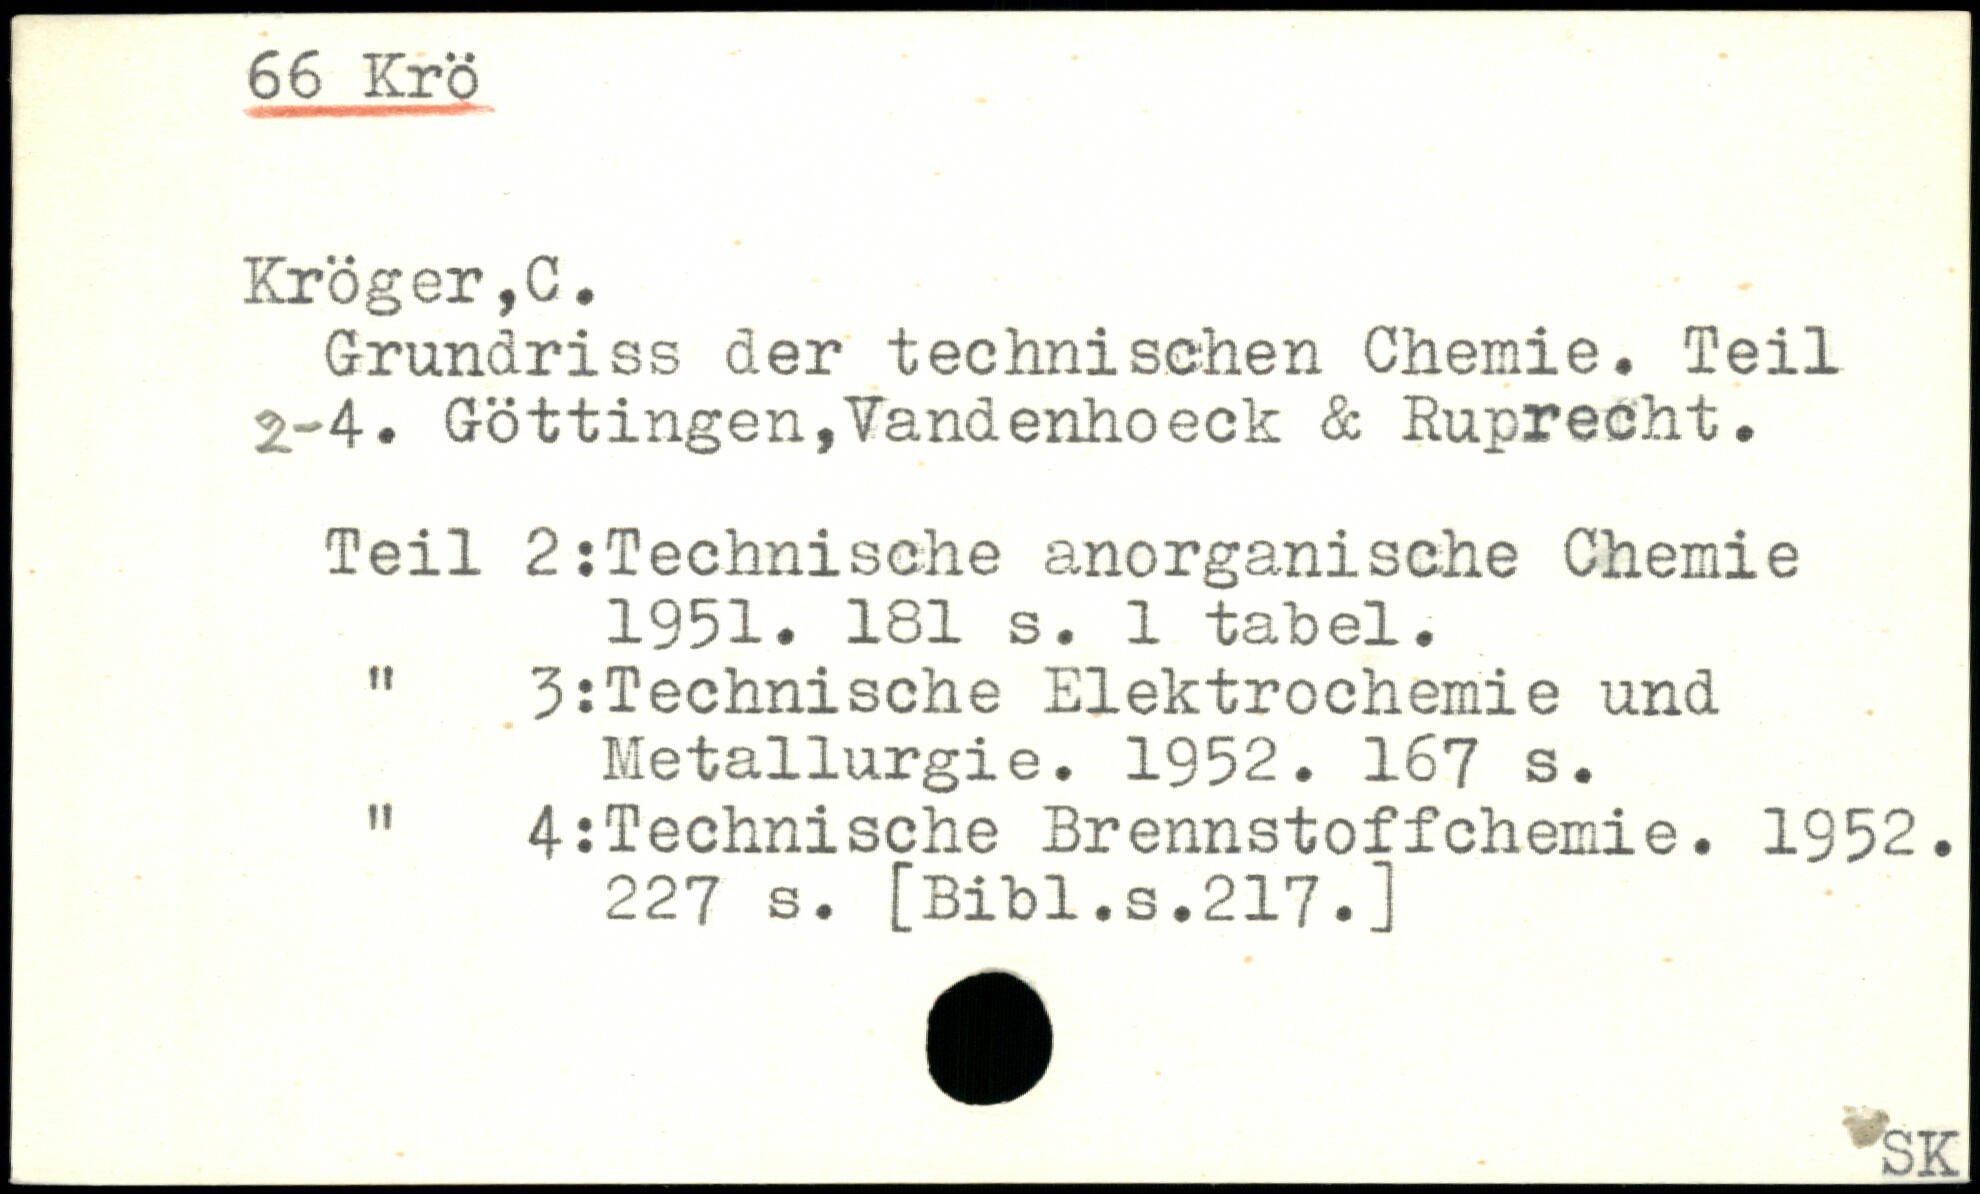 66 Krö
Kröger,C.
Grundriss der technischen Chemie. Teil
2-4. Göttingen,Vandenhoeck & Ruprecht.
Teil 2:Technische anorganische Chemie
1951. 181 s. 1 tabel.
" 3:Technische Elektrochemie und
Metallurgie. 1952. 167 s.
" 4:Technische Brennstoffchemie. 1952.
227 s. [Bibl.s.217.]
SK